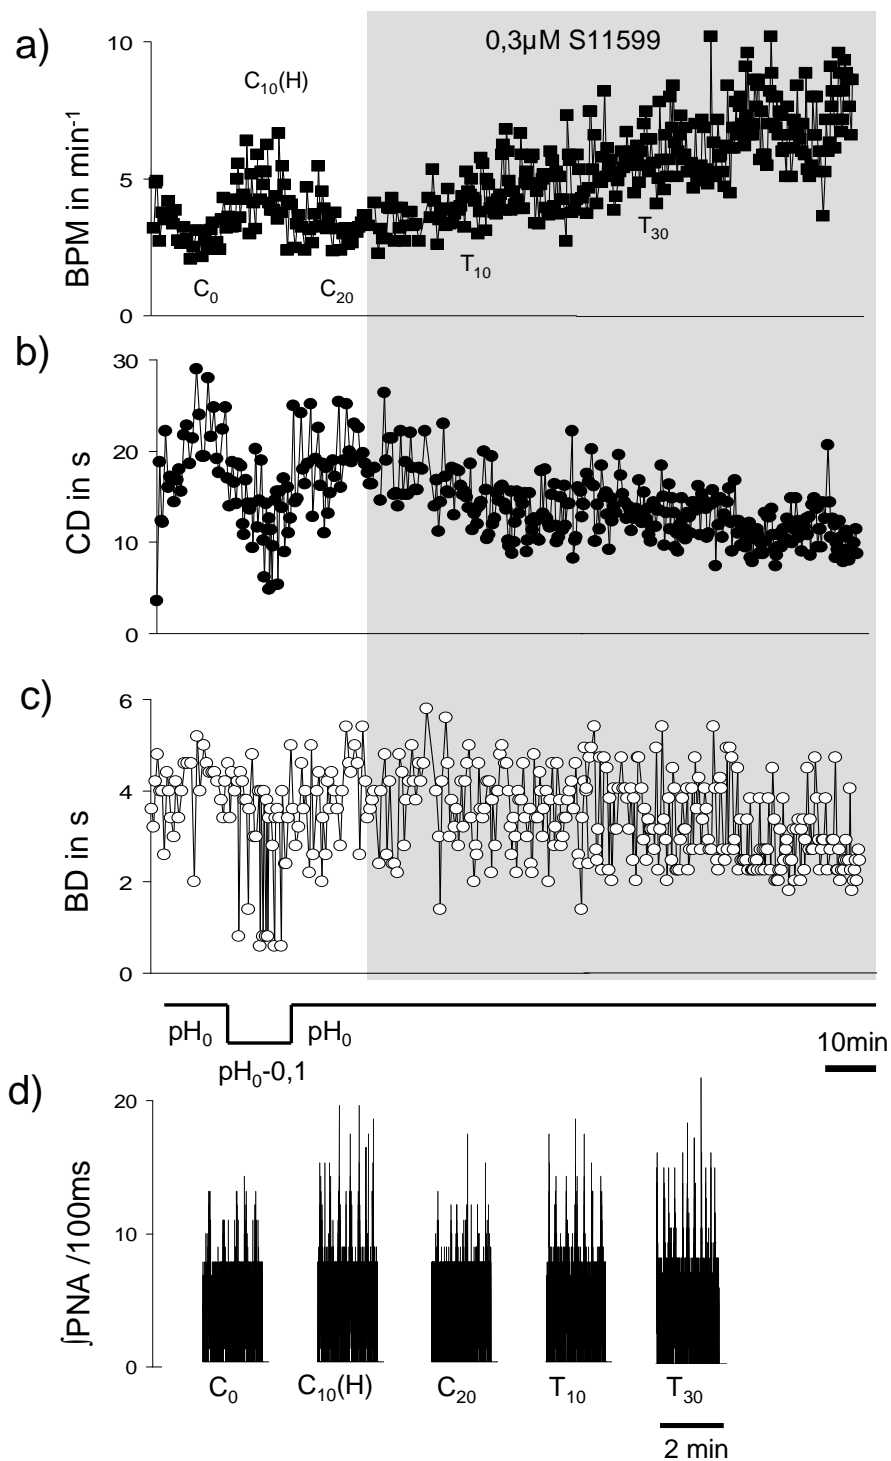 a)
0,3µM S11599
10
C10(H)
BPM in min-1
5
T30
T10
C0
C20
0
b)
30
20
CD in s
10
0
c)
6
4
BD in s
2
0
pH0
pH0
10min
pH0-0,1
d)
20
∫PNA /100ms
10
0
C0
C10(H)
C20
T10
T30
2 min